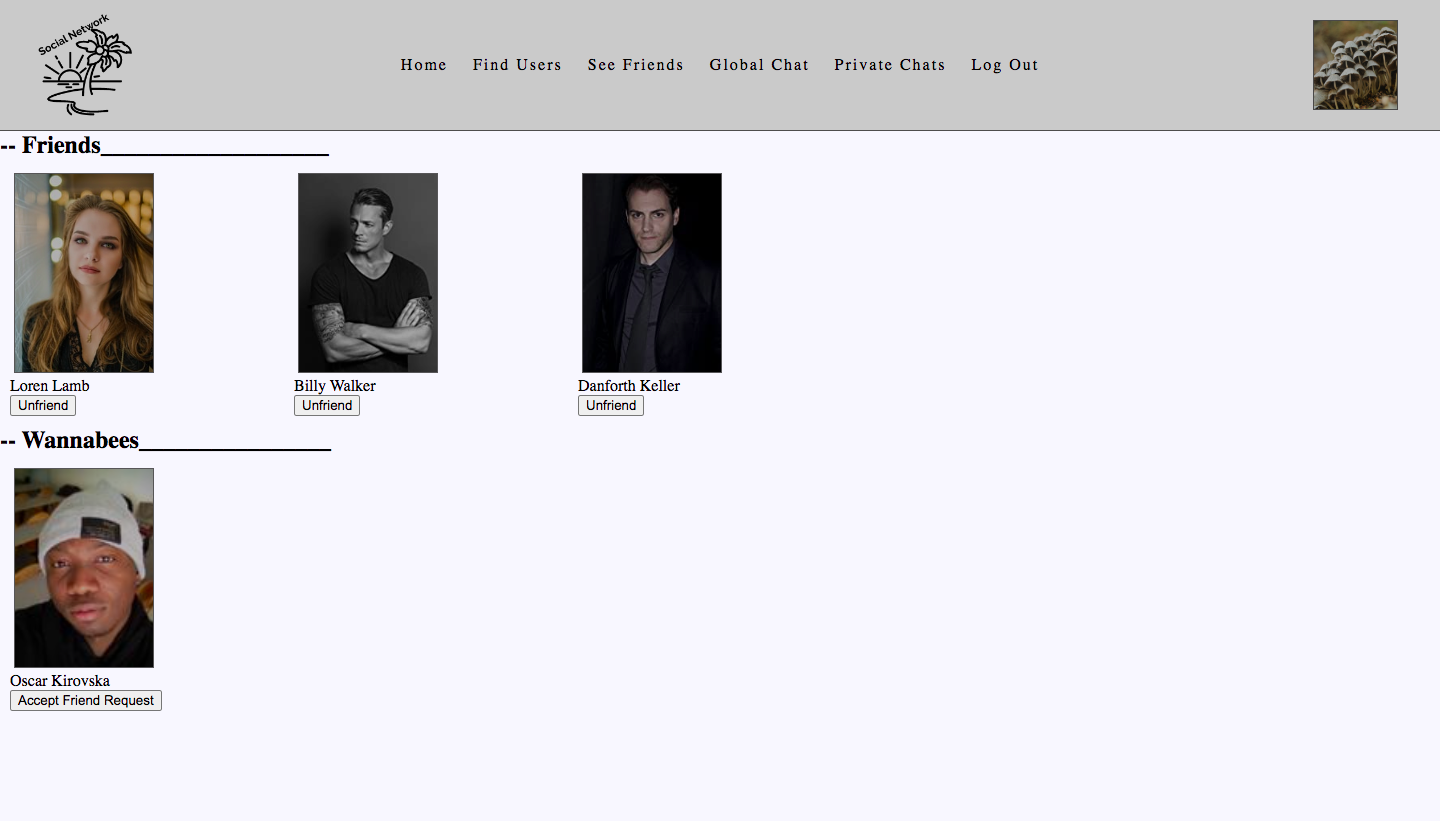 Social Network
Home Find Users See Friends Global Chat Private Chats Log Out
-- Friends___________________
Loren Lamb Billy Walker Danforth Keller
Unfriend Unfriend Unfriend
-- Wannabees________________
Oscar Kirovska
Accept Friend Request